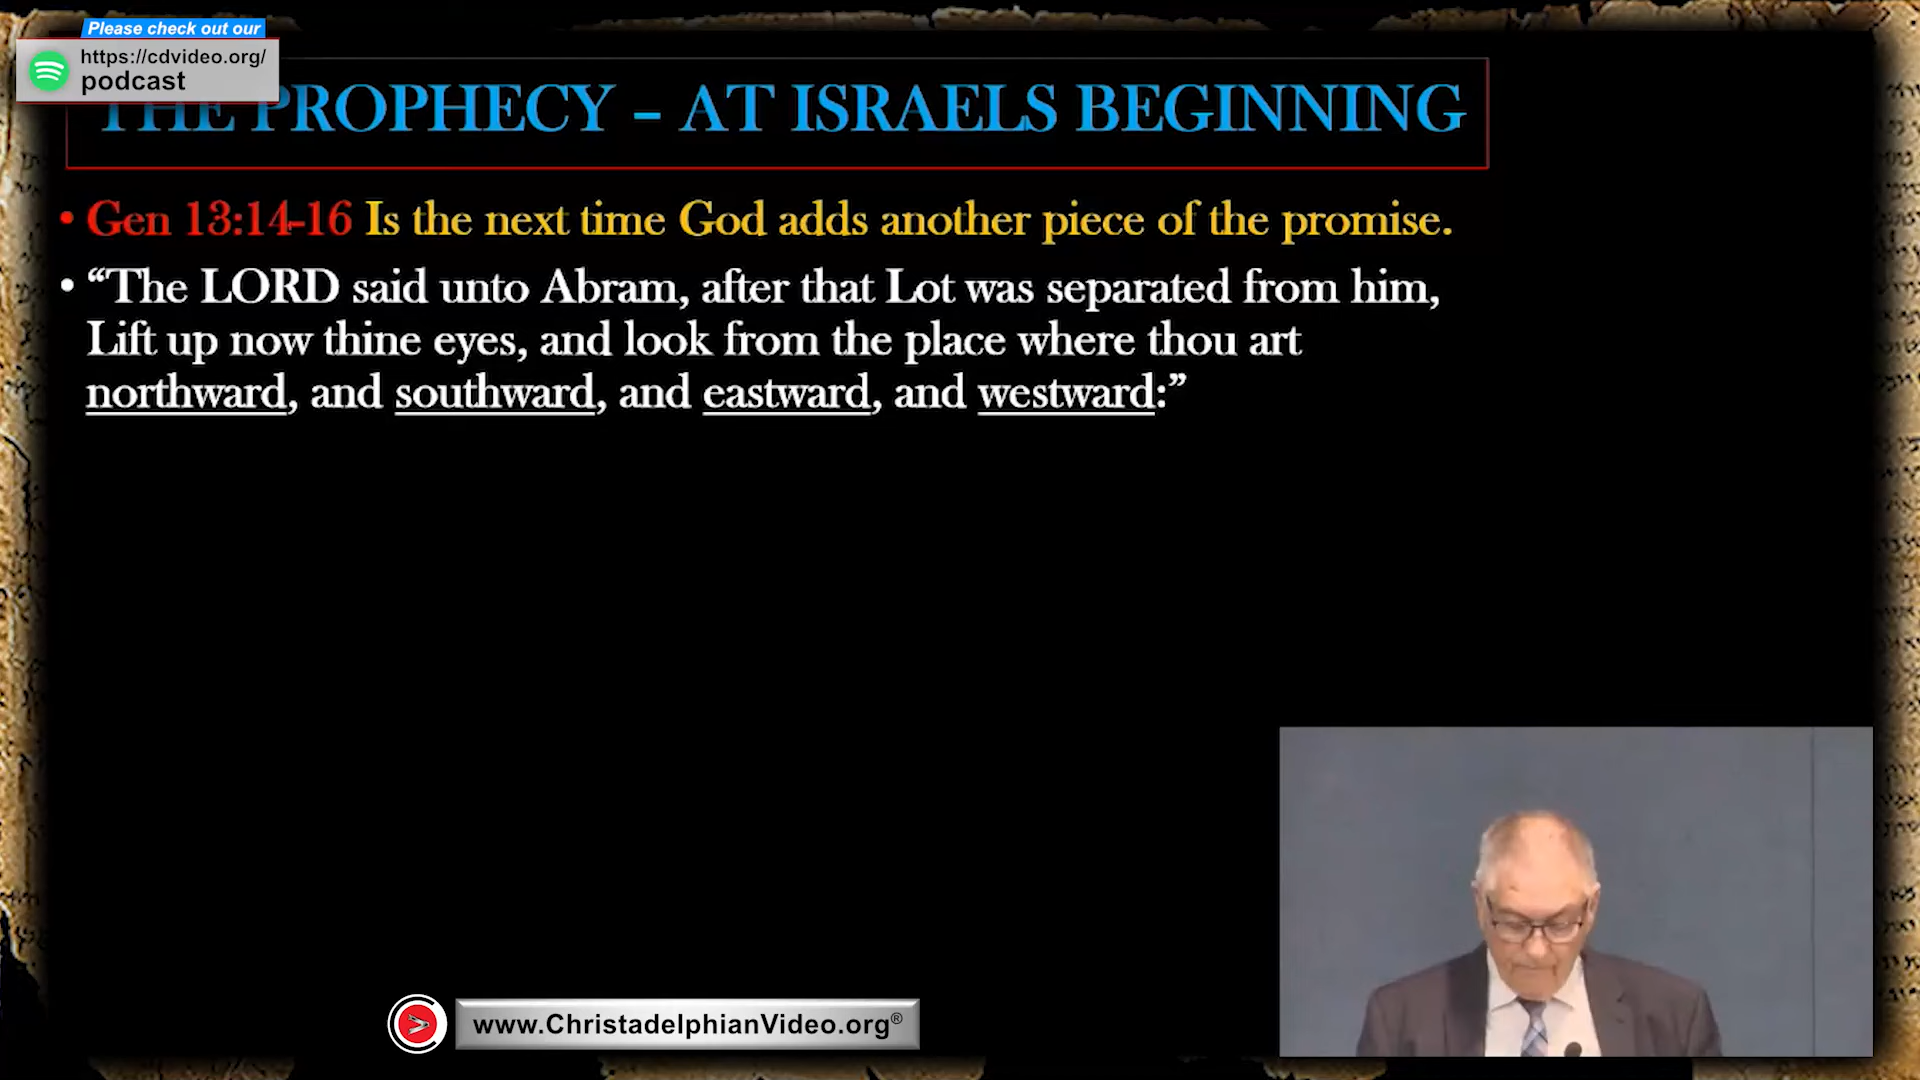 Please check out our
https://cdvideo.org/
podcast
THE PROPHECY – AT ISRAELS BEGINNING
• Gen 13:14-16 Is the next time God adds another piece of the promise.
• “The LORD said unto Abram, after that Lot was separated from him,
Lift up now thine eyes, and look from the place where thou art
northward, and southward, and eastward, and westward:”
www.ChristadelphianVideo.org®